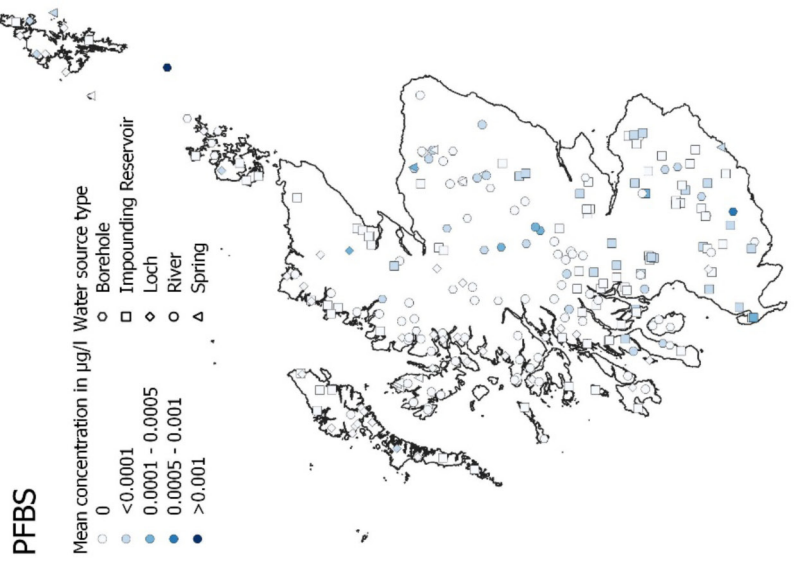 PFBS
Mean concentration in µg/l
0
<0.0001
0.0001 - 0.0005
0.0005 - 0.001
>0.001
Water source type
Borehole
Impounding Reservoir
Loch
River
Spring